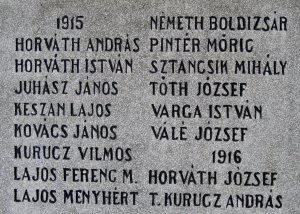 1915
HORVÁTH ANDRÁS
HORVÁTH ISTVÁN
JUHÁSZ JÁNOS
KESZÁN LAJOS
KOVÁCS JÁNOS
KURUCZ VILMOS
LAJOS FERENC M.
LAJOS MENYHÉRT
NÉMETH BOLDIZSÁR
PINTÉR MÓRIC
SZTANCSIK MIHÁLY
TÓTH JÓZSEF
VARGA ISTVÁN
VÁLÉ JÓZSEF
1916
HORVÁTH JÓZSEF
T. KURUCZ ANDRÁS